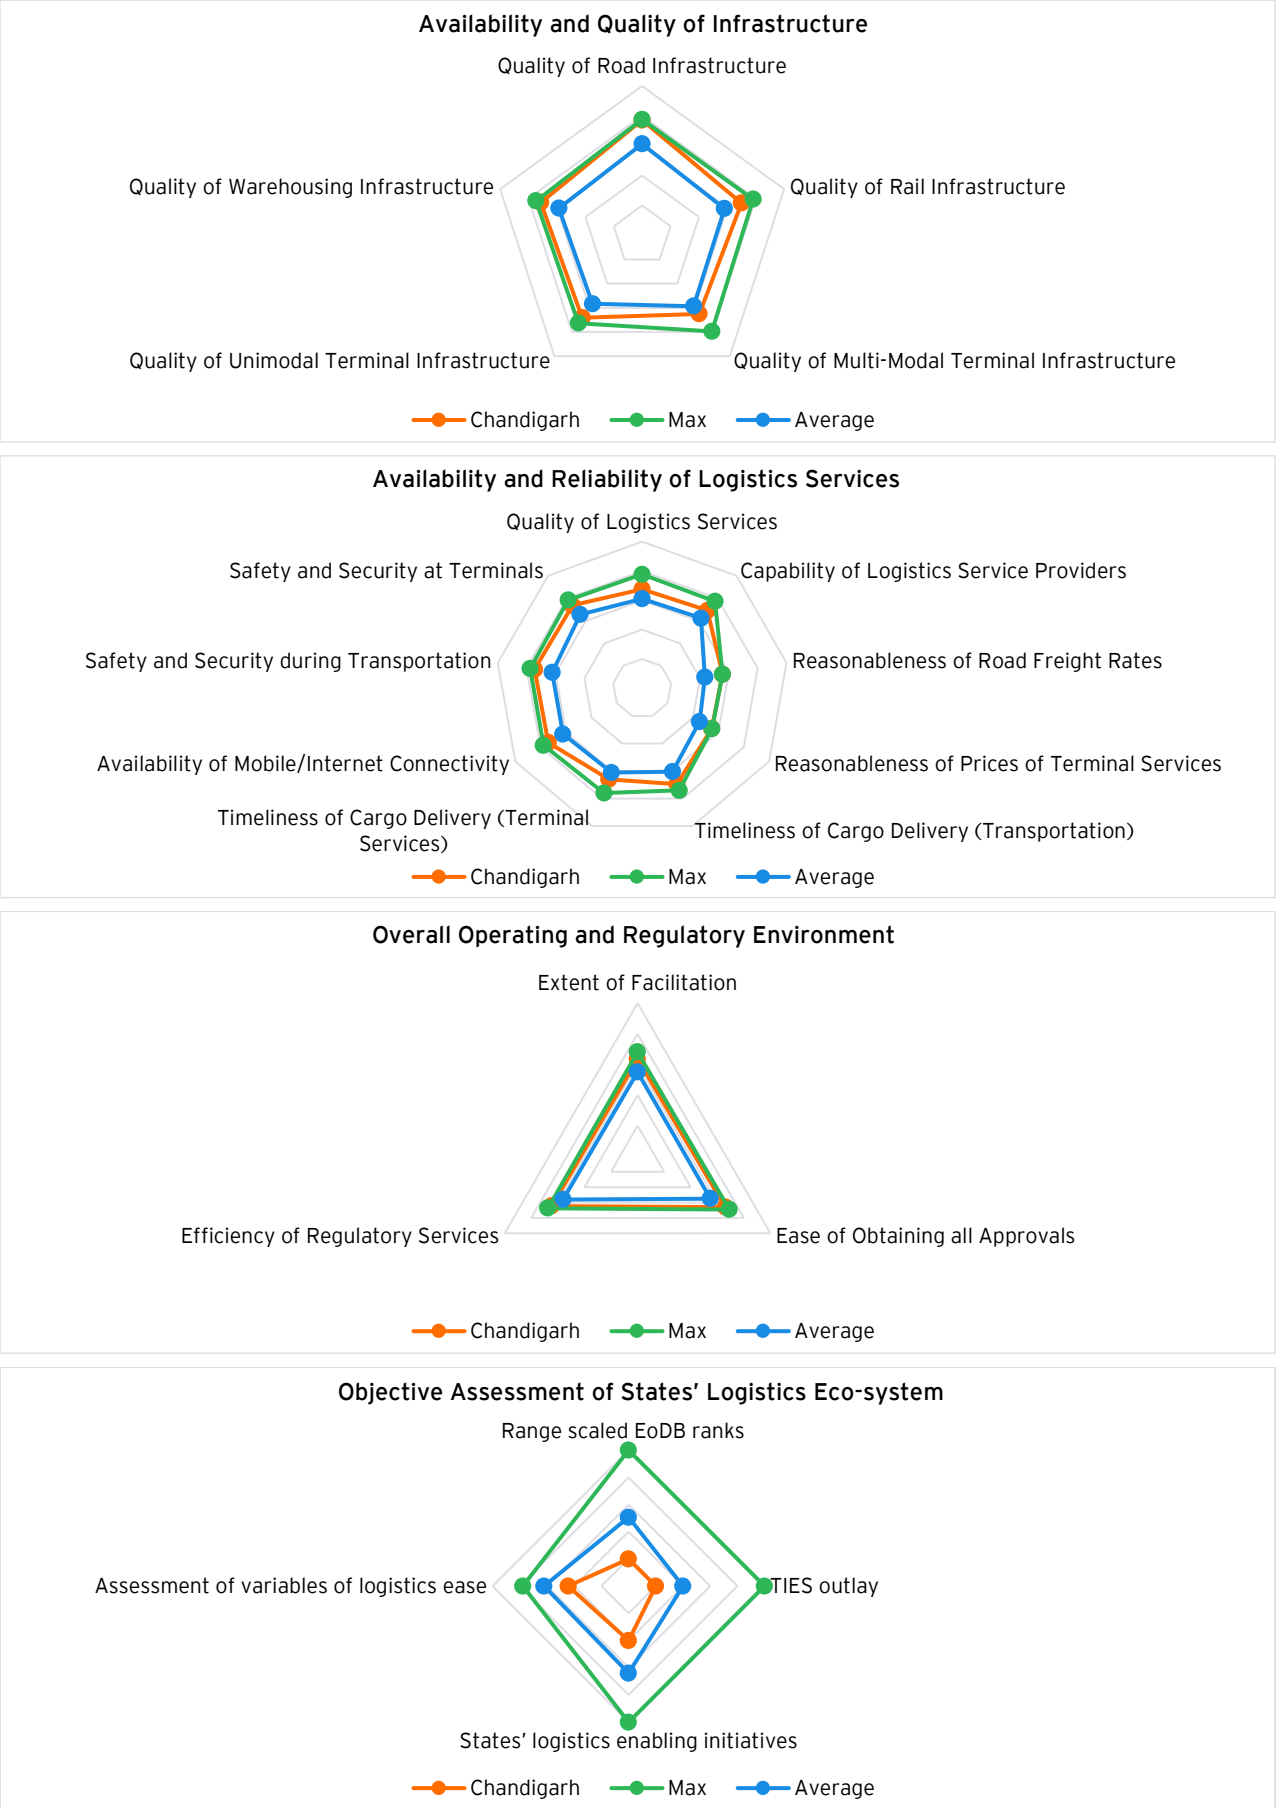 Availability and Quality of Infrastructure
Quality of Road Infrastructure
Quality of Warehousing Infrastructure
Quality of Rail Infrastructure
Quality of Unimodal Terminal Infrastructure
Quality of Multi-Modal Terminal Infrastructure
Chandigarh Max Average
Availability and Reliability of Logistics Services
Quality of Logistics Services
Safety and Security at Terminals
Capability of Logistics Service Providers
Safety and Security during Transportation
Reasonableness of Road Freight Rates
Availability of Mobile/Internet Connectivity
Reasonableness of Prices of Terminal Services
Timeliness of Cargo Delivery (Terminal
Services)
Timeliness of Cargo Delivery (Transportation)
Chandigarh Max Average
Overall Operating and Regulatory Environment
Extent of Facilitation
Efficiency of Regulatory Services
Ease of Obtaining all Approvals
Chandigarh Max Average
Objective Assessment of States’ Logistics Eco-system
Range scaled EoDB ranks
Assessment of variables of logistics ease
TIES outlay
States’ logistics enabling initiatives
Chandigarh Max Average